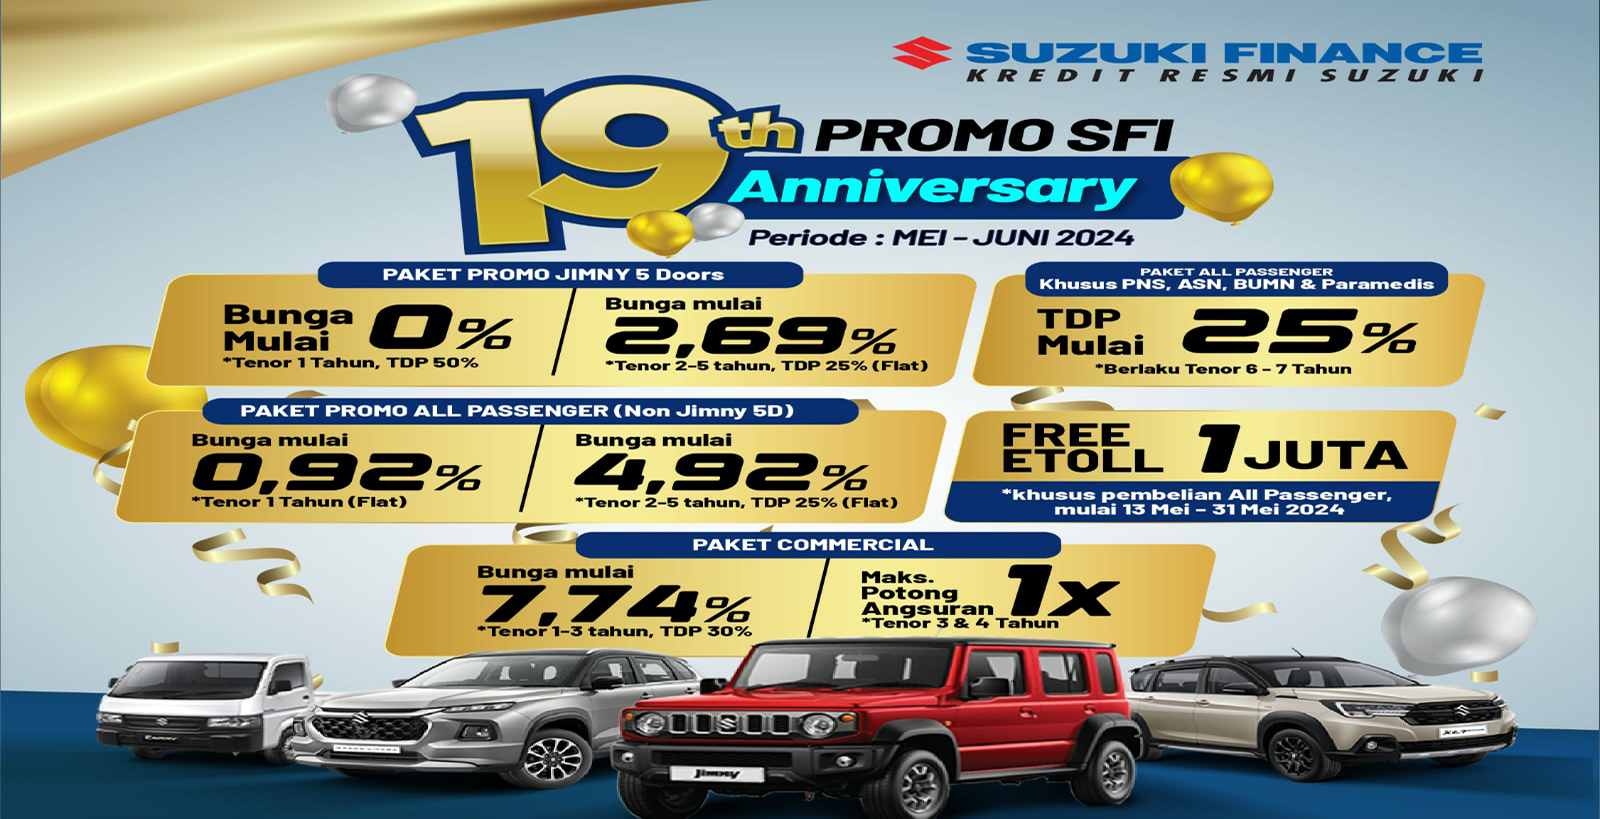 SUZUKI FINANCE
KREDIT RESMI SUZUKI
19th PROMO SFI
Anniversary
Periode : MEI - JUNI 2024
PAKET PROMO JIMNY 5 Doors
Bunga
Mulai 0%
*Tenor 1 Tahun, TDP 50%
Bunga mulai
2,69%
*Tenor 2-5 tahun, TDP 25% (Flat)
PAKET ALL PASSENGER
Khusus PNS, ASN, BUMN & Paramedis
TDP
Mulai 25%
*Berlaku Tenor 6 - 7 Tahun
PAKET PROMO ALL PASSENGER (Non Jimny 5D)
Bunga mulai
0,92%
*Tenor 1 Tahun (Flat)
Bunga mulai
4,92%
*Tenor 2-5 tahun, TDP 25% (Flat)
FREE
ETOLL 1 JUTA
*khusus pembelian All Passenger,
mulai 13 Mei - 31 Mei 2024
PAKET COMMERCIAL
Bunga mulai
7,74%
*Tenor 1-3 tahun, TDP 30%
Maks.
Potong
Angsuran 1x
*Tenor 3 & 4 Tahun
CARRY
SUZUKI
Jimny
XL7